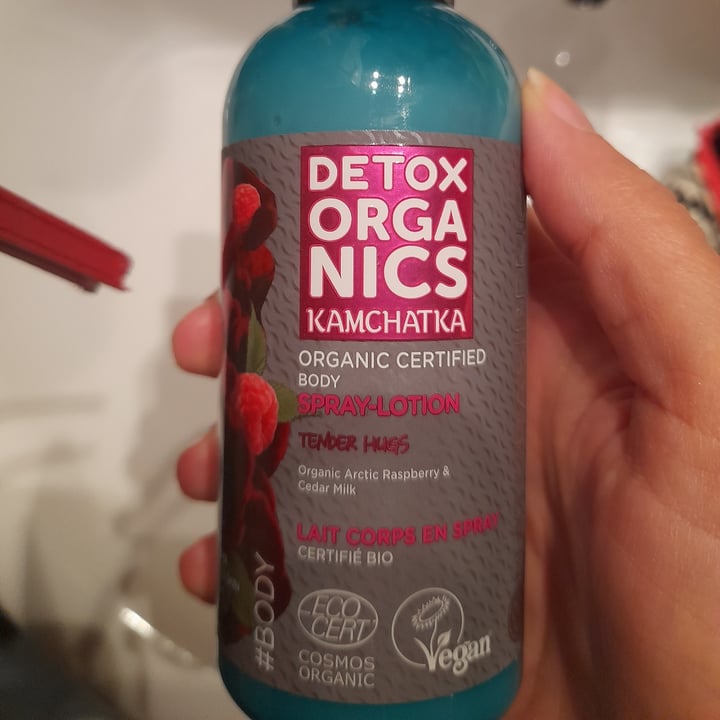 DETOX
ORGA
NICS
KAMCHATKA
ORGANIC CERTIFIED
BODY
SPRAY-LOTION
TENDER HUGS
Organic Arctic Raspberry &
Cedar Milk
LAIT CORPS EN SPRAY
CERTIFIÉ BIO
#BODY
ECO
CERT
COSMOS
ORGANIC
Vegan